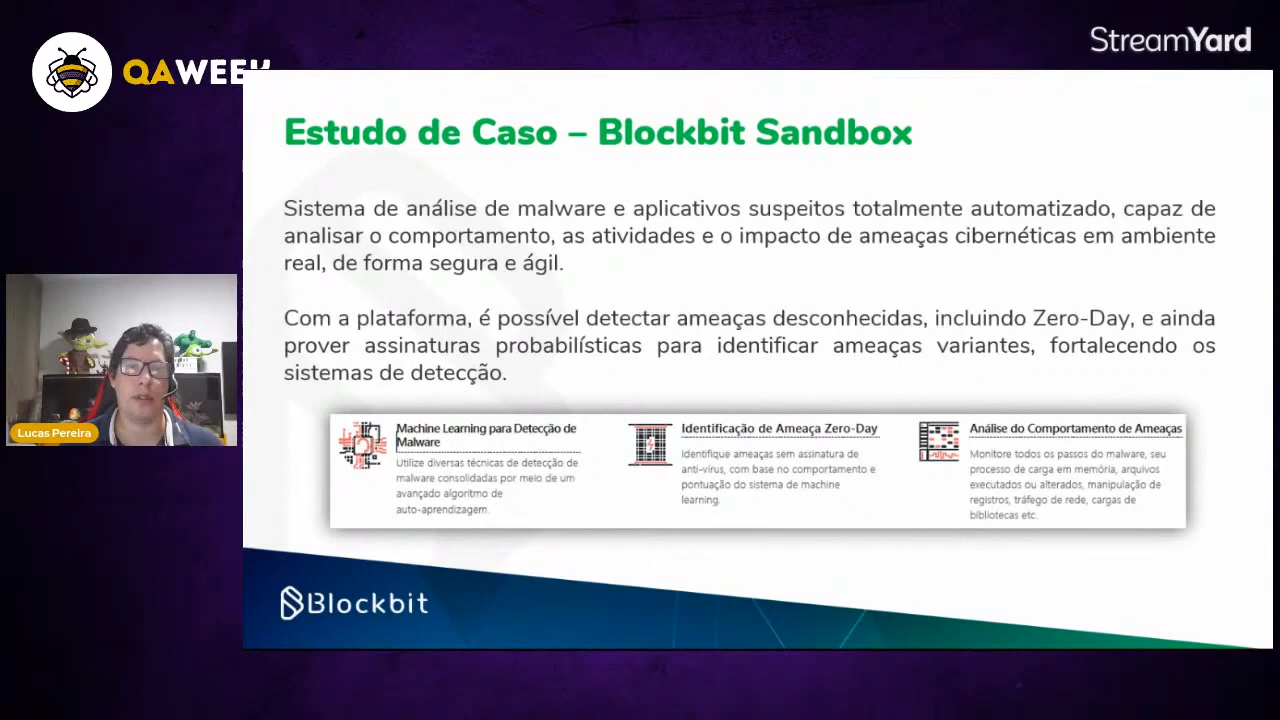 QAWEEK
StreamYard
Estudo de Caso – Blockbit Sandbox
Sistema de análise de malware e aplicativos suspeitos totalmente automatizado, capaz de
analisar o comportamento, as atividades e o impacto de ameaças cibernéticas em ambiente
real, de forma segura e ágil.
Com a plataforma, é possível detectar ameaças desconhecidas, incluindo Zero-Day, e ainda
prover assinaturas probabilísticas para identificar ameaças variantes, fortalecendo os
sistemas de detecção.
Machine Learning para Detecção de
Malware
Utilize diversas técnicas de detecção de
malware consolidadas por meio de um
avançado algoritmo de
auto-aprendizagem.
Identificação de Ameaça Zero-Day
Identifique ameaças sem assinatura de
anti-vírus, com base no comportamento e
pontuação do sistema de machine
learning.
Análise do Comportamento de Ameaças
Monitore todos os passos do malware, seu
processo de carga em memória, arquivos
executados ou alterados, manipulação de
registros, tráfego de rede, cargas de
bibliotecas etc.
Lucas Pereira
Blockbit